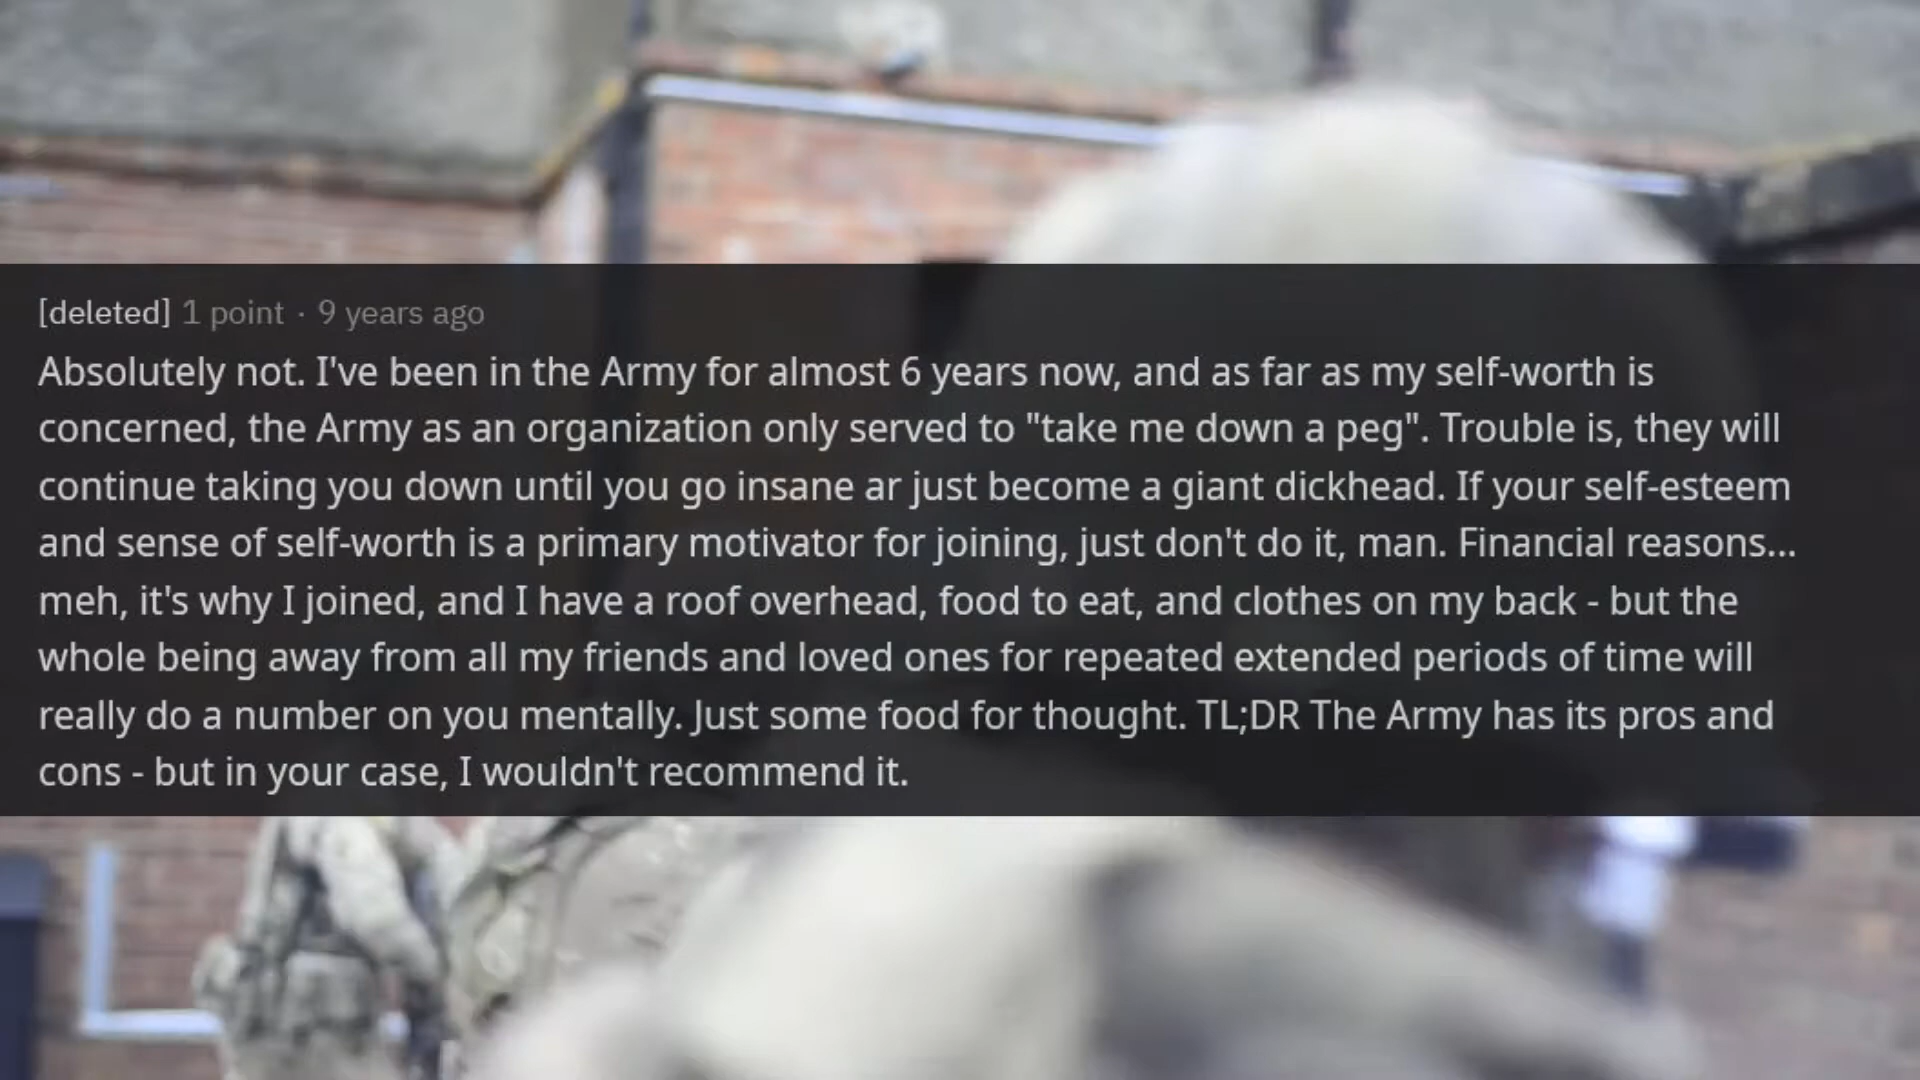 [deleted] 1 point · 9 years ago
Absolutely not. I've been in the Army for almost 6 years now, and as far as my self-worth is
concerned, the Army as an organization only served to "take me down a peg". Trouble is, they will
continue taking you down until you go insane ar just become a giant dickhead. If your self-esteem
and sense of self-worth is a primary motivator for joining, just don't do it, man. Financial reasons...
meh, it's why I joined, and I have a roof overhead, food to eat, and clothes on my back - but the
whole being away from all my friends and loved ones for repeated extended periods of time will
really do a number on you mentally. Just some food for thought. TL;DR The Army has its pros and
cons - but in your case, I wouldn't recommend it.